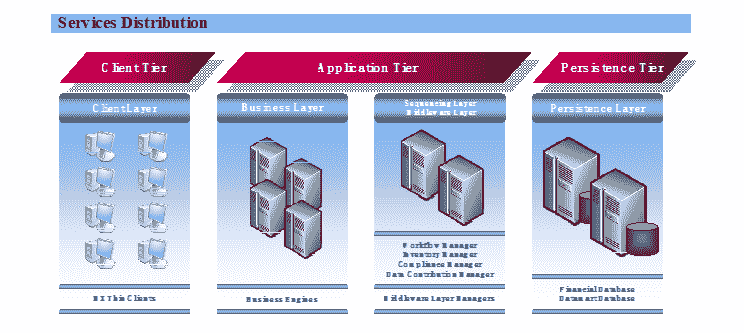 Services Distribution
Client Tier
Application Tier
Persistence Tier
Client Layer
Business Layer
Sequencing Layer
Middleware Layer
Persistence Layer
Workflow Manager
Inventory Manager
Compliance Manager
Data Contribution Manager
NX Thin Clients
Business Engines
Middleware Layer Managers
Financial Database
Datamart Database